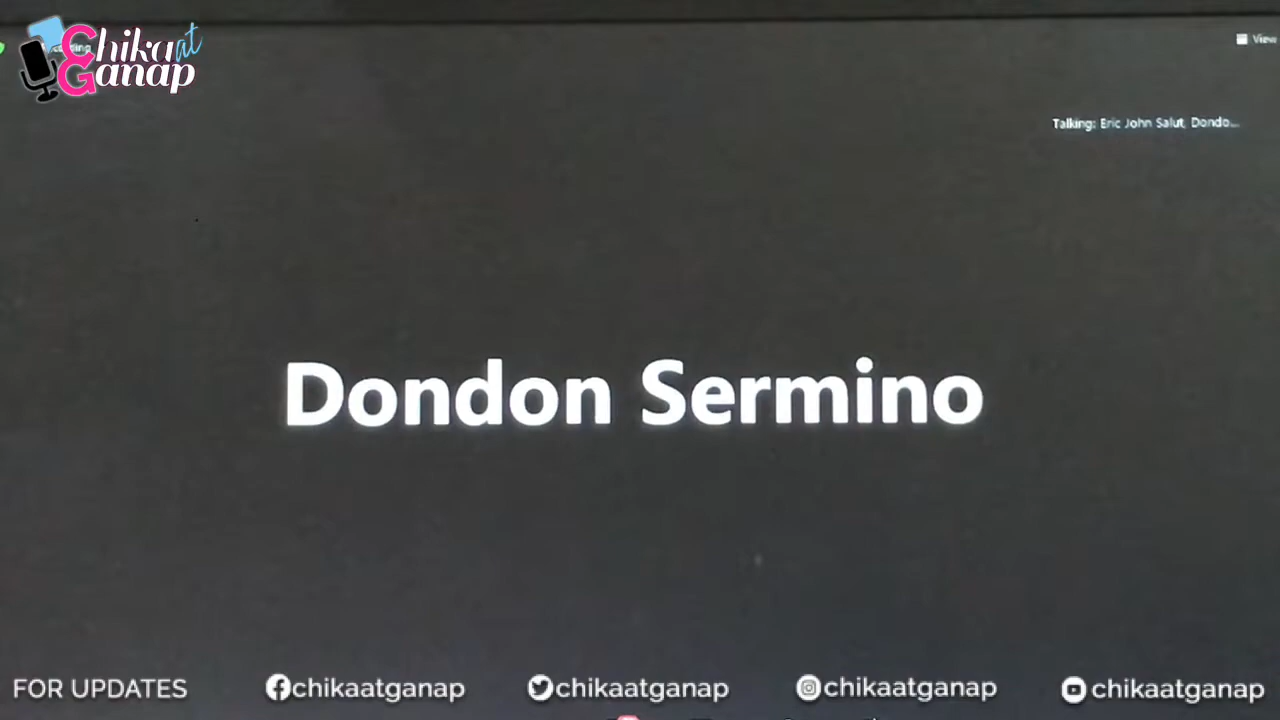 Chika at
Ganap
View
Talking: Eric John Salut, Dondo...
Dondon Sermino
FOR UPDATES chikaatganap chikaatganap chikaatganap chikaatganap